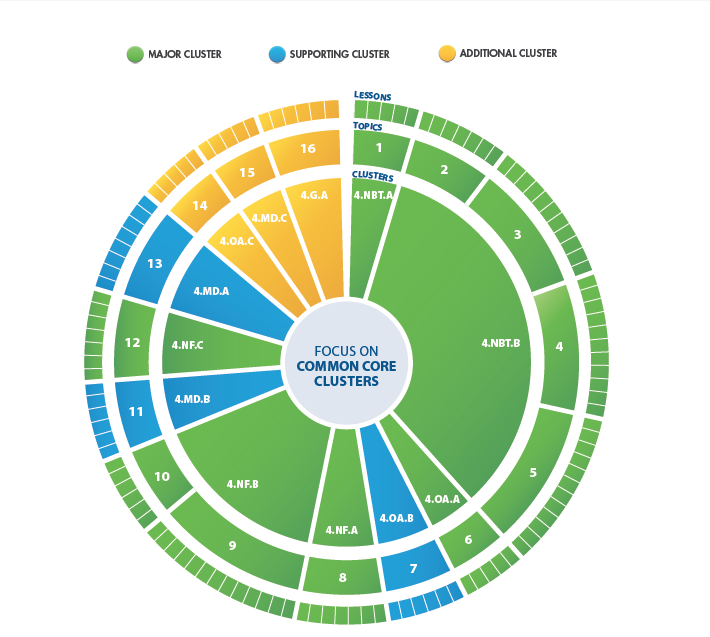 MAJOR CLUSTER
SUPPORTING CLUSTER
ADDITIONAL CLUSTER
LESSONS
TOPICS
CLUSTERS
1
2
3
4
5
6
7
8
9
10
11
12
13
14
15
16
4.NBT.A
4.NBT.B
4.OA.A
4.OA.B
4.NF.A
4.NF.B
4.MD.B
4.NF.C
4.MD.A
4.OA.C
4.MD.C
4.G.A
FOCUS ON
COMMON CORE
CLUSTERS